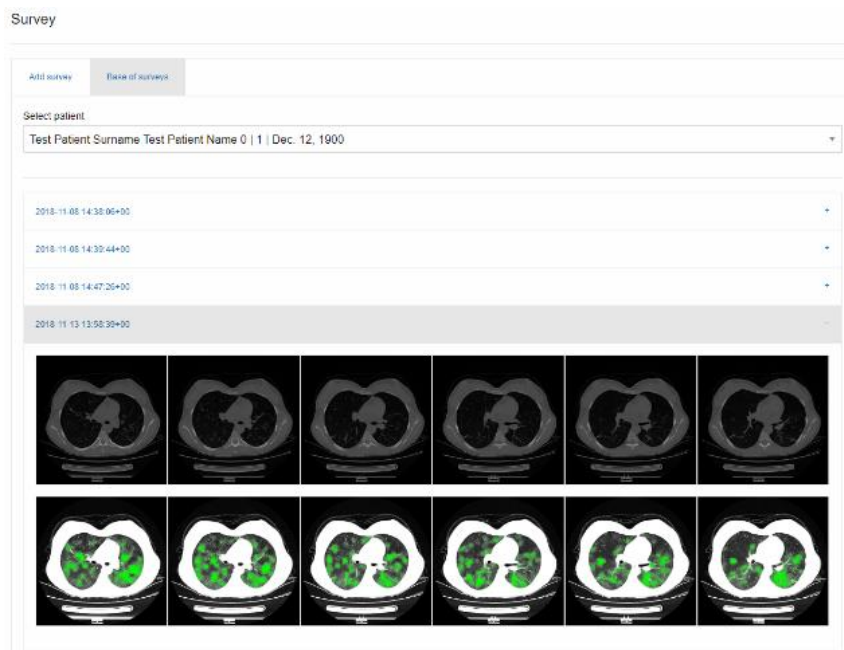 Survey
Add survey
Base of surveys
Select patient
Test Patient Surname Test Patient Name 0 | 1 | Dec. 12, 1900
2018-11-08 14:38:06+00
2018-11-08 14:39:44+00
2018-11-08 14:47:26+00
2018-11-13 13:58:39+00